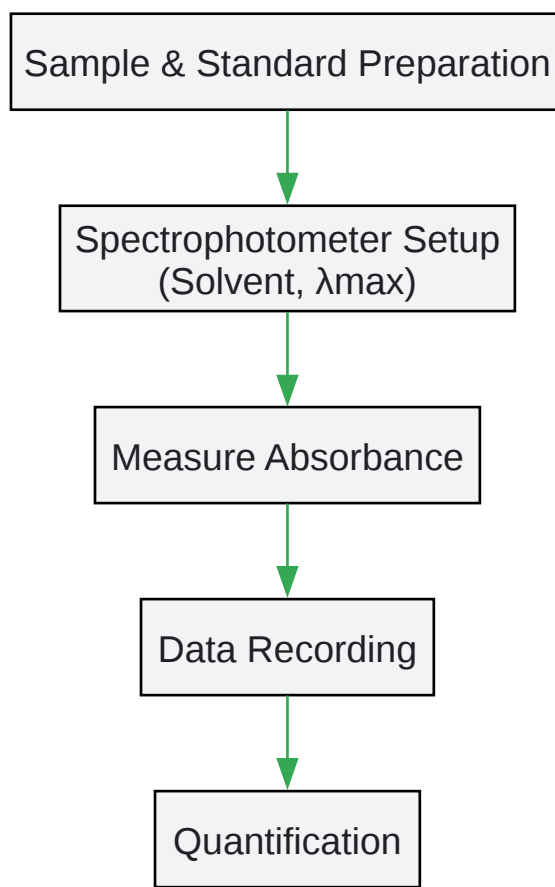 Sample & Standard Preparation
Spectrophotometer Setup
(Solvent, λmax)
Measure Absorbance
Data Recording
Quantification